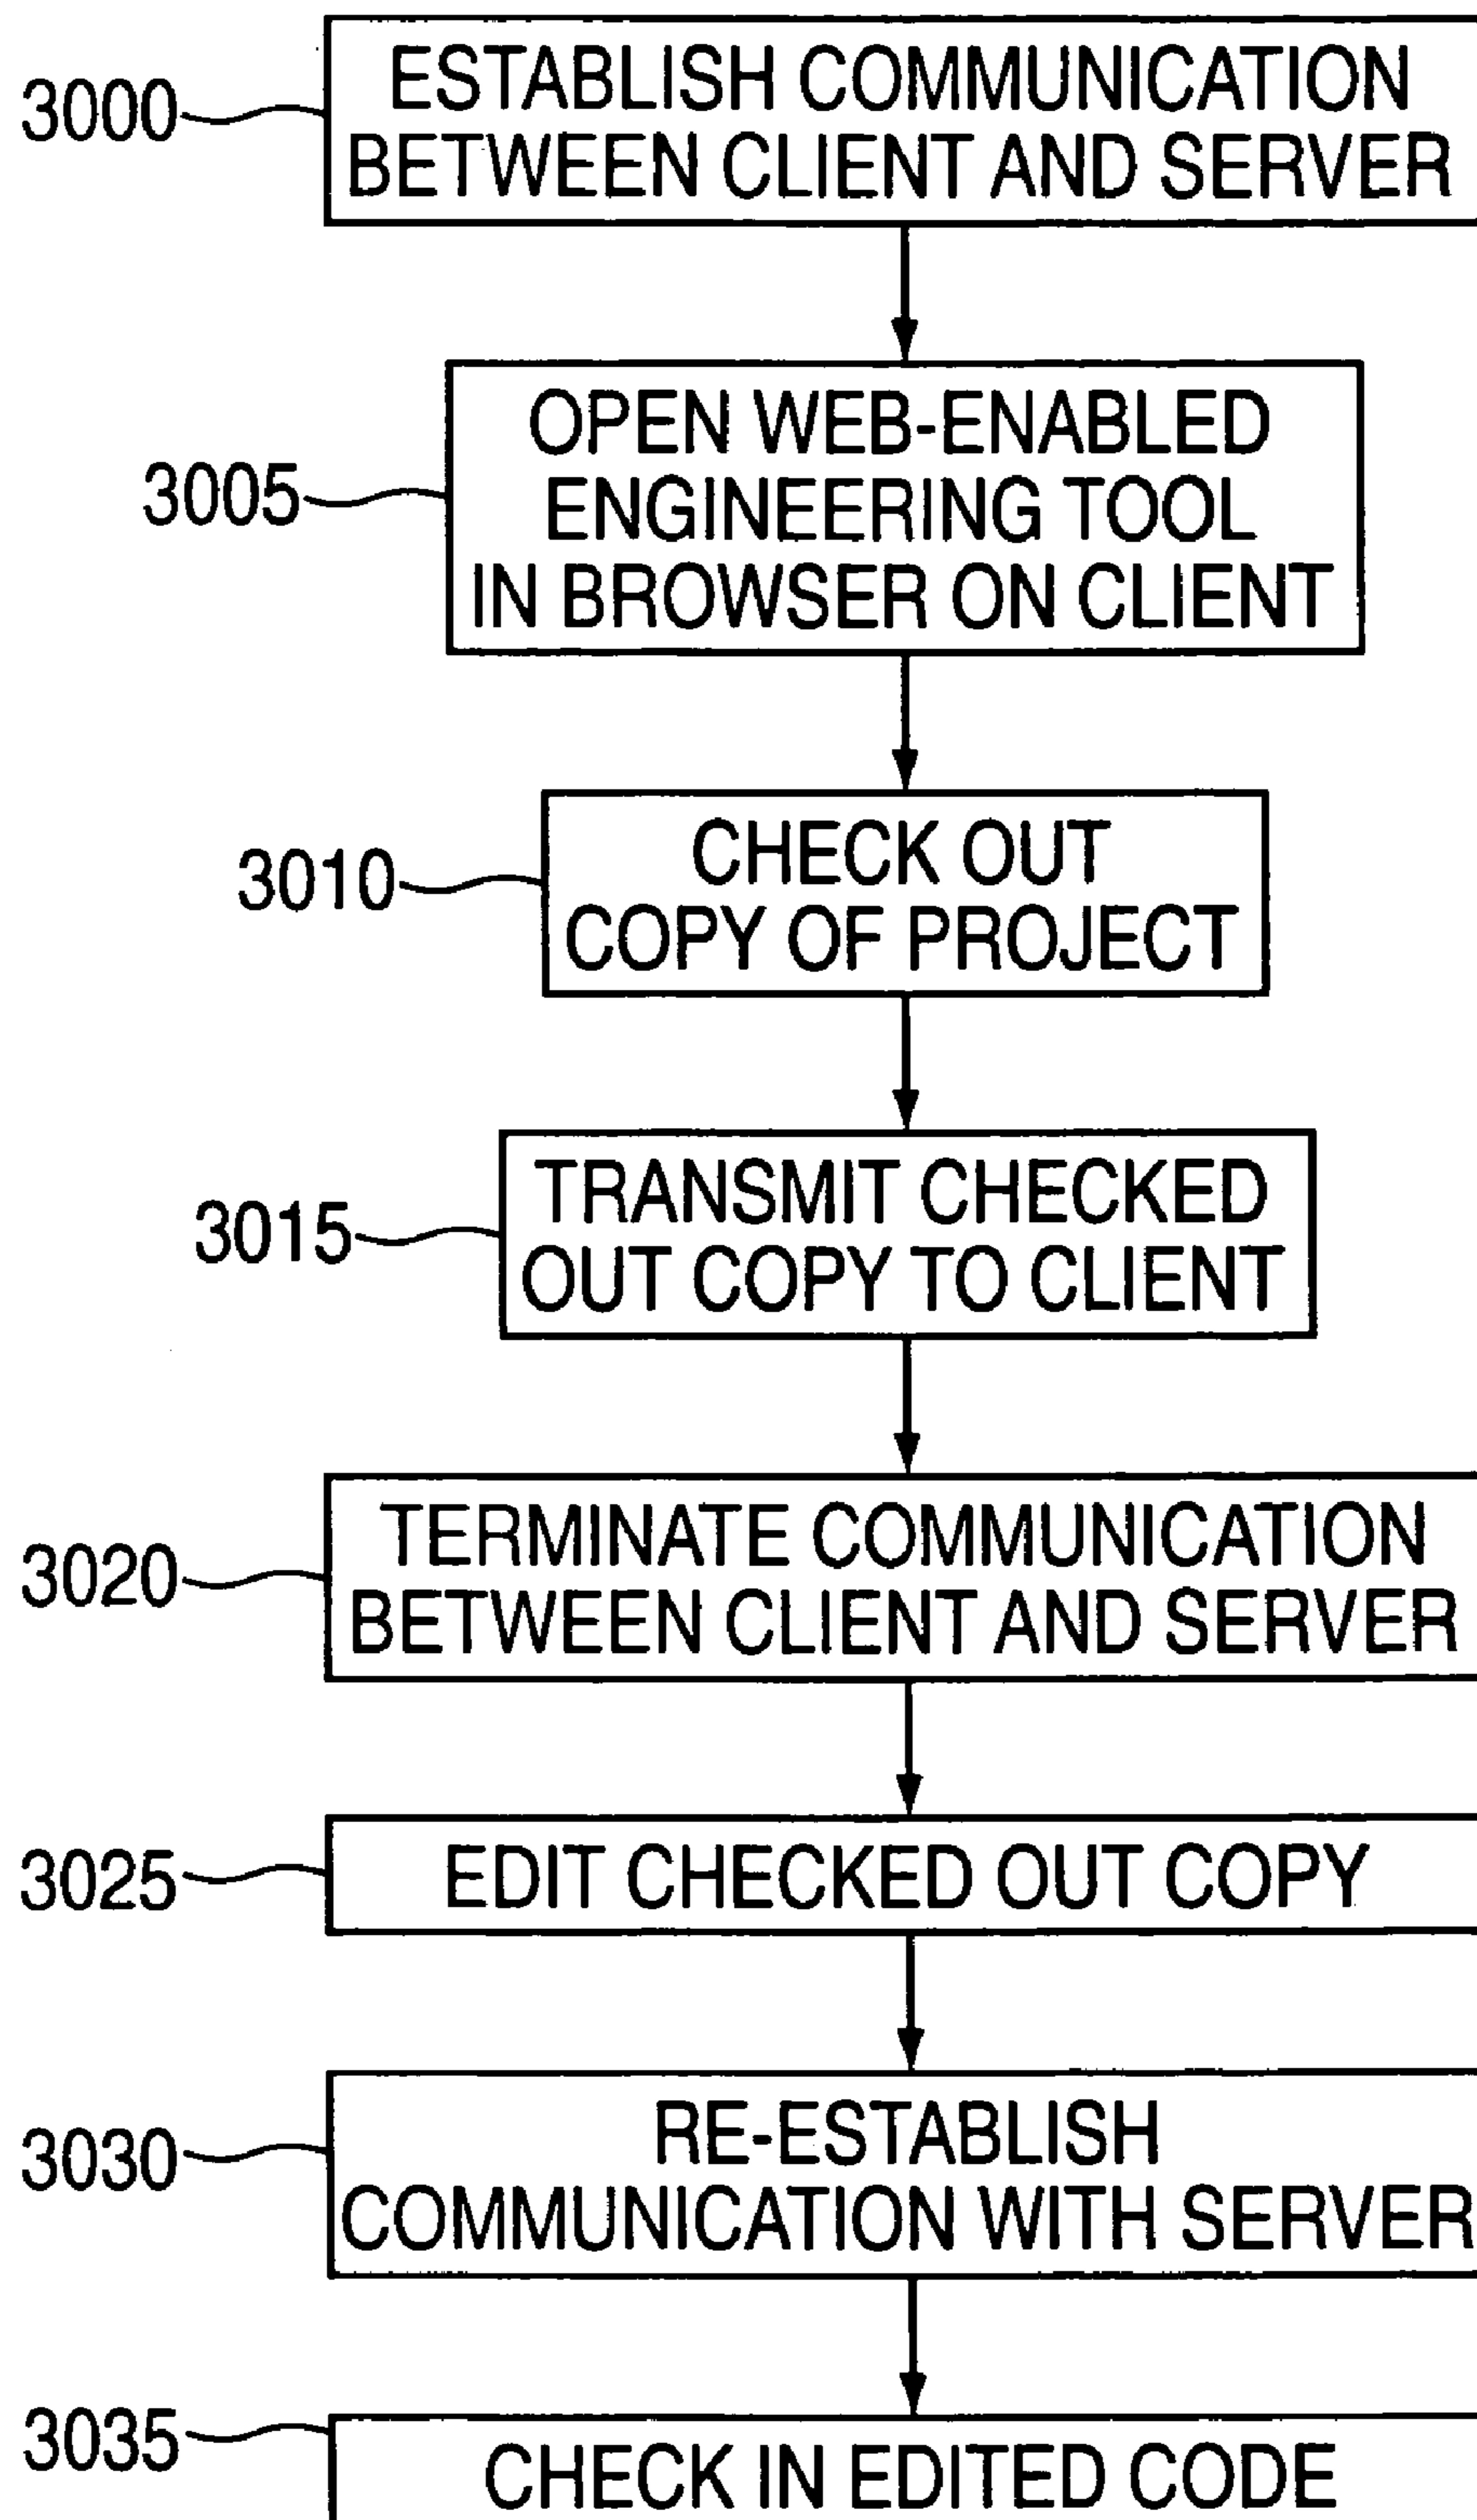 ESTABLISH COMMUNICATION
3000
BETWEEN CLIENT AND SERVER
OPEN WEB-ENABLED
3005
ENGINEERING TOOL
IN BROWSER ON CLIENT
CHECK OUT
3010
COPY OF PROJECT
TRANSMIT CHECKED
3015
OUT COPY TO CLIENT
TERMINATE COMMUNICATION
3020
BETWEEN CLIENT AND SERVER
3025
EDIT CHECKED OUT COPY
RE-ESTABLISH
3030
COMMUNICATION WITH SERVER
3035
CHECK IN EDITED CODE